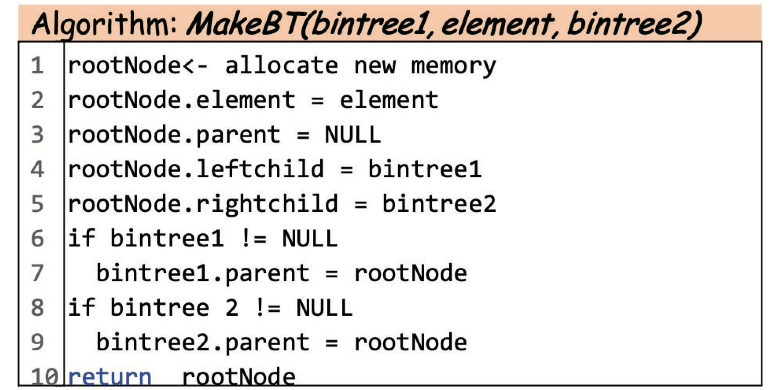 Algorithm: MakeBT(bintree1, element, bintree2)
1 rootNode<- allocate new memory
2 rootNode.element = element
3 rootNode.parent = NULL
4 rootNode.leftchild = bintree1
5 rootNode.rightchild = bintree2
6 if bintree1 != NULL
7 bintree1.parent = rootNode
8 if bintree 2 != NULL
9 bintree2.parent = rootNode
10 return rootNode